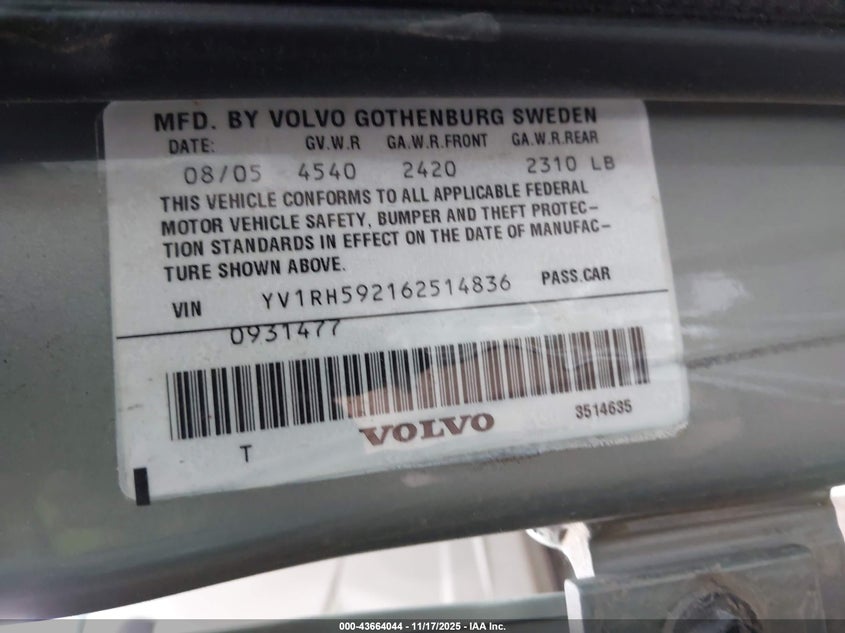 MFD. BY VOLVO GOTHENBURG SWEDEN
DATE: GV.W.R GA.W.R.FRONT GA.W.R.REAR
08/05 4540 2420 2310 LB
THIS VEHICLE CONFORMS TO ALL APPLICABLE FEDERAL
MOTOR VEHICLE SAFETY, BUMPER AND THEFT PROTEC-
TION STANDARDS IN EFFECT ON THE DATE OF MANUFAC-
TURE SHOWN ABOVE.
VIN YV1RH592162514836 PASS.CAR
0931477
T VOLVO 3514635
000-43664044 - 11/17/2025 - IAA Inc.